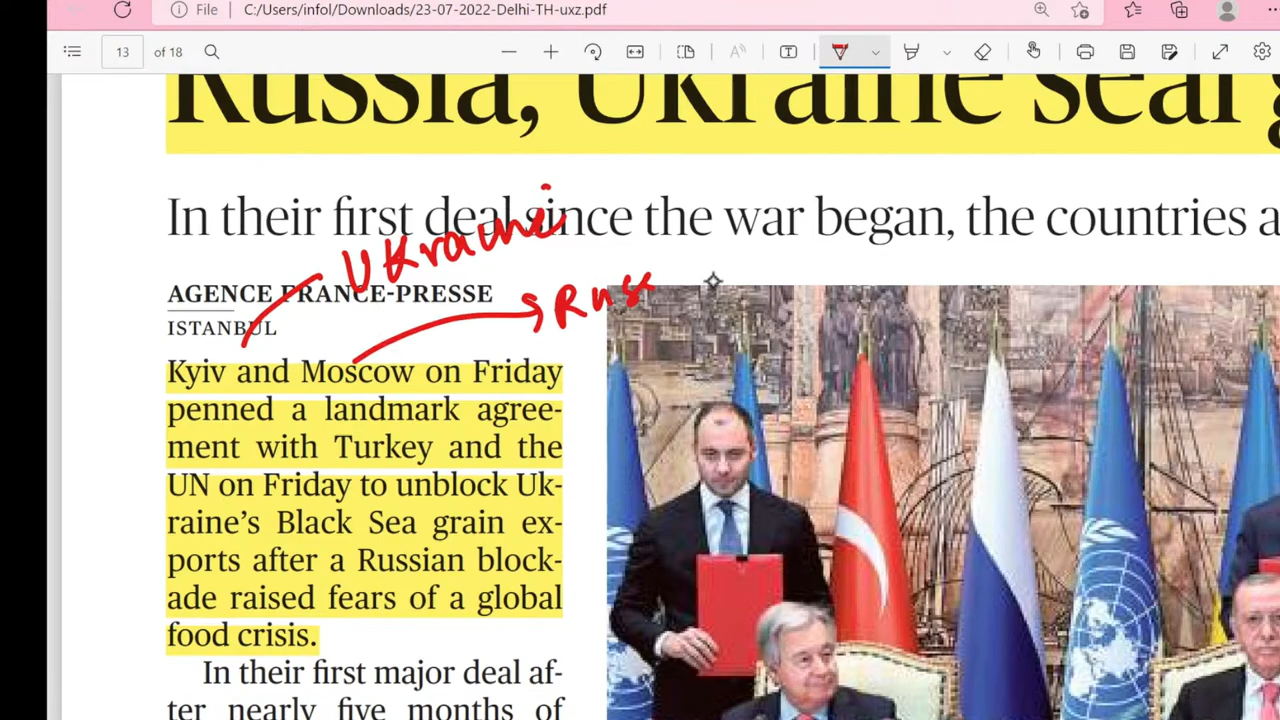 File C:/Users/infol/Downloads/23-07-2022-Delhi-TH-uxz.pdf
13 of 18
Russia, Ukraine seal g
In their first deal since the war began, the countries a
Ukraine
AGENCE FRANCE-PRESSE
Russ
ISTANBUL
Kyiv and Moscow on Friday
penned a landmark agree-
ment with Turkey and the
UN on Friday to unblock Uk-
raine's Black Sea grain ex-
ports after a Russian block-
ade raised fears of a global
food crisis.
In their first major deal af-
ter nearly five months of